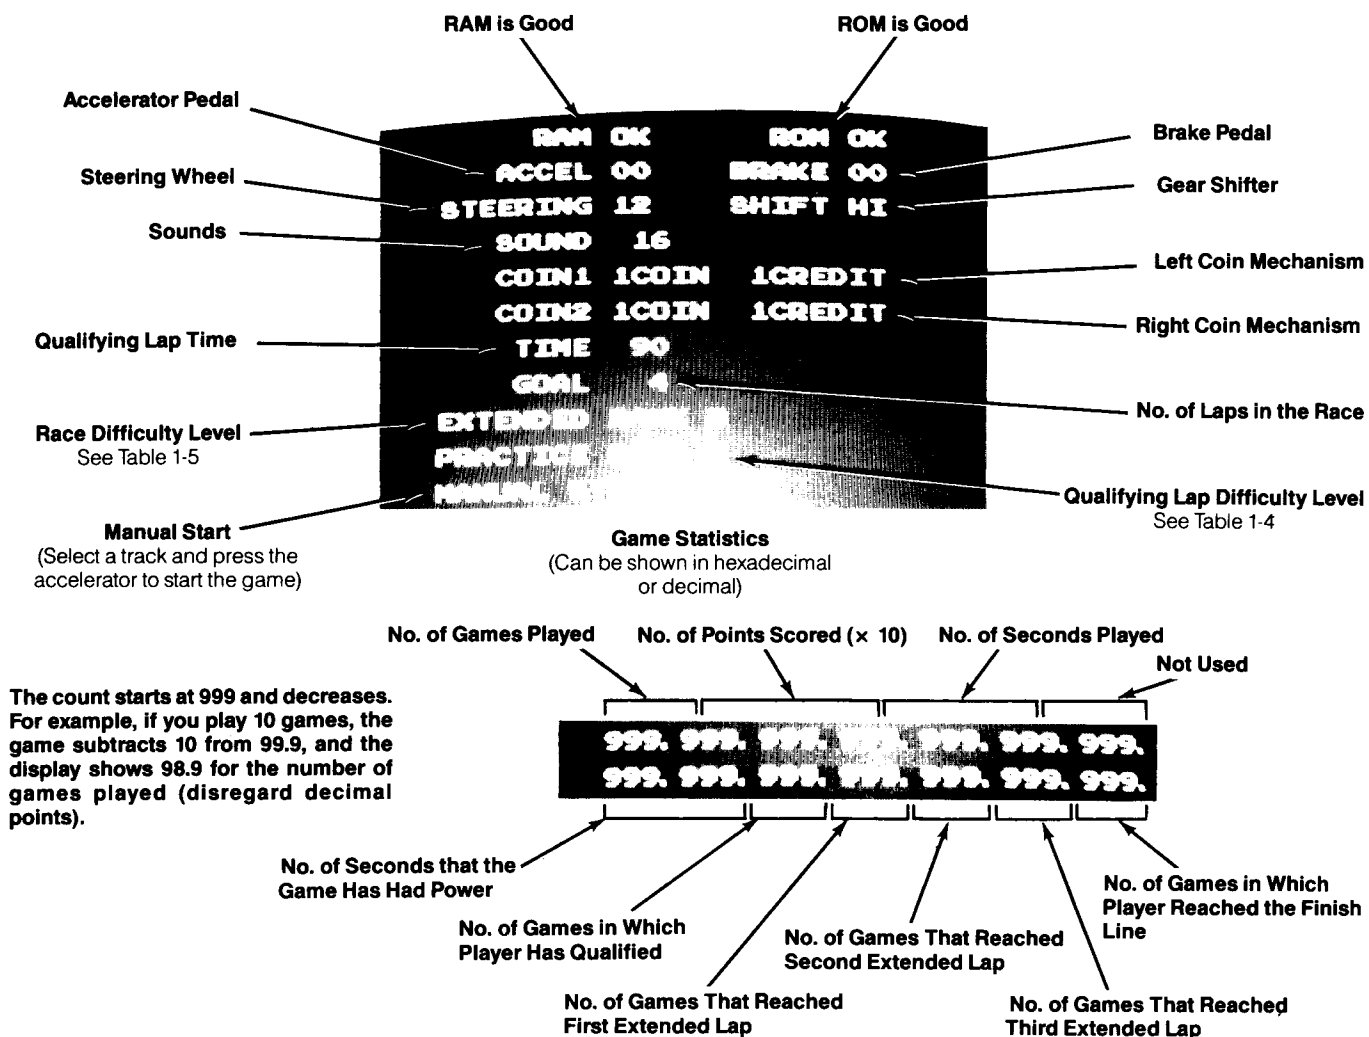 RAM is Good
ROM is Good
Accelerator Pedal
Steering Wheel
Sounds
Qualifying Lap Time
Race Difficulty Level
See Table 1-5
Manual Start
(Select a track and press the
accelerator to start the game)
RAM OK ROM OK
ACCEL 00 BRAKE 00
STEERING 12 SHIFT HI
SOUND 16
COIN1 1COIN 1CREDIT
COIN2 1COIN 1CREDIT
TIME 90
GOAL 4
EXTENDED
PRACTICE
MANUAL
Brake Pedal
Gear Shifter
Left Coin Mechanism
Right Coin Mechanism
No. of Laps in the Race
Qualifying Lap Difficulty Level
See Table 1-4
Game Statistics
(Can be shown in hexadecimal
or decimal)
No. of Games Played
No. of Points Scored (× 10)
No. of Seconds Played
Not Used
The count starts at 999 and decreases.
For example, if you play 10 games, the
game subtracts 10 from 99.9, and the
display shows 98.9 for the number of
games played (disregard decimal
points).
999. 999. 999. 999. 999. 999. 999.
999. 999. 999. 999. 999. 999. 999.
No. of Seconds that the
Game Has Had Power
No. of Games in Which
Player Has Qualified
No. of Games That Reached
First Extended Lap
No. of Games That Reached
Second Extended Lap
No. of Games That Reached
Third Extended Lap
No. of Games in Which
Player Reached the Finish
Line